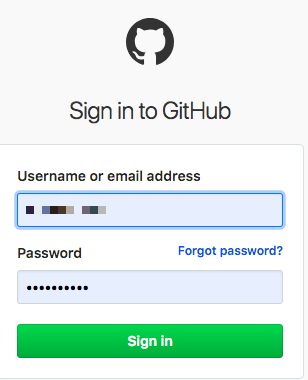 Sign in to GitHub
Username or email address
Password Forgot password?
••••••••••
Sign in